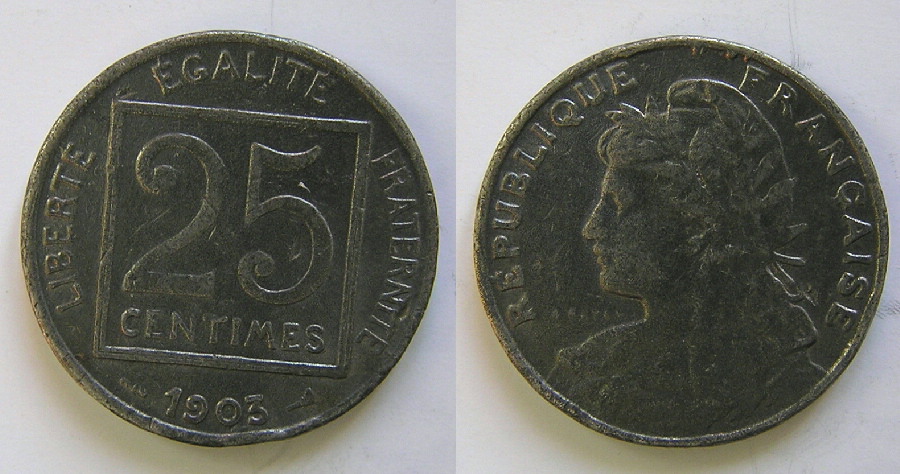 LIBERTÉ ÉGALITÉ FRATERNITÉ
25
CENTIMES
1903
RÉPUBLIQUE FRANÇAISE